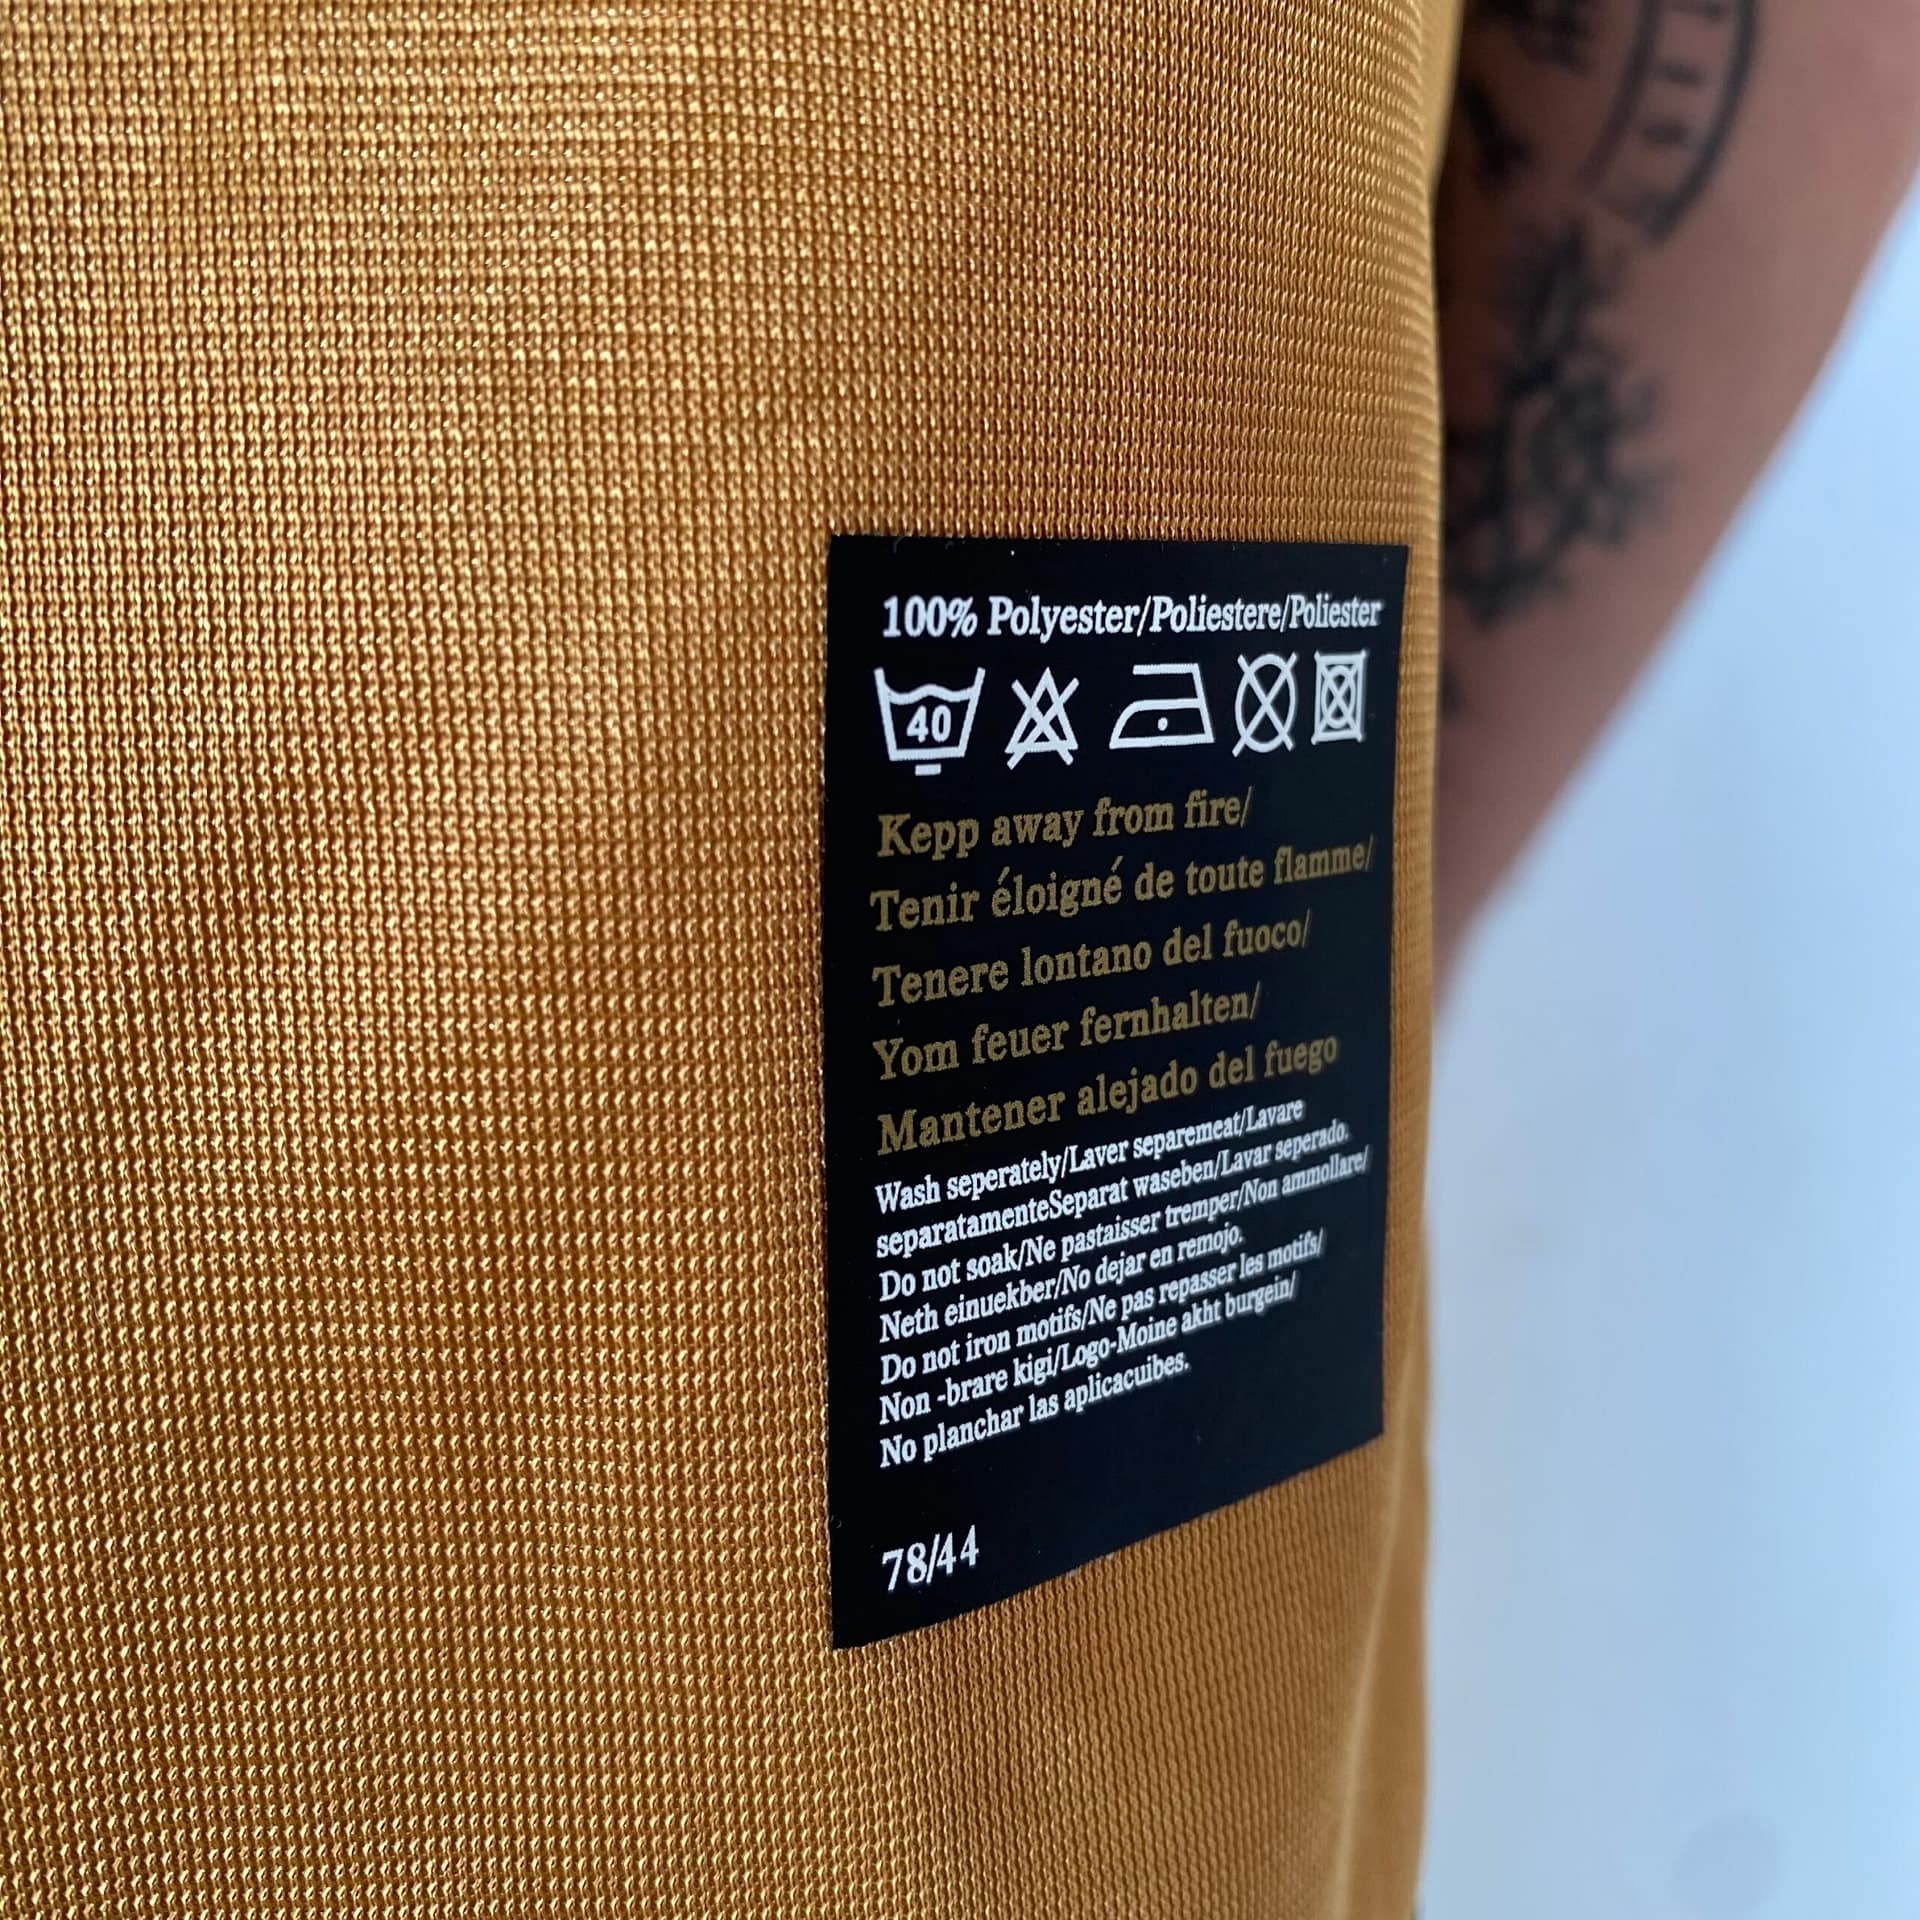 100% Polyester/Poliestere/Poliester
40
Kepp away from fire/
Tenir éloigné de toute flamme/
Tenere lontano del fuoco/
Yom feuer fernhalten/
Mantener alejado del fuego
Wash seperately/Laver separemeat/Lavare
separatamenteSeparat waseben/Lavar seperado.
Do not soak/Ne pastaisser tremper/Non ammollare/
Neth einuekber/No dejar en remojo.
Do not iron motifs/Ne pas repasser les motifs/
Non -brare kigi/Logo-Moine akht burgein/
No planchar las aplicacuibes.
78/44